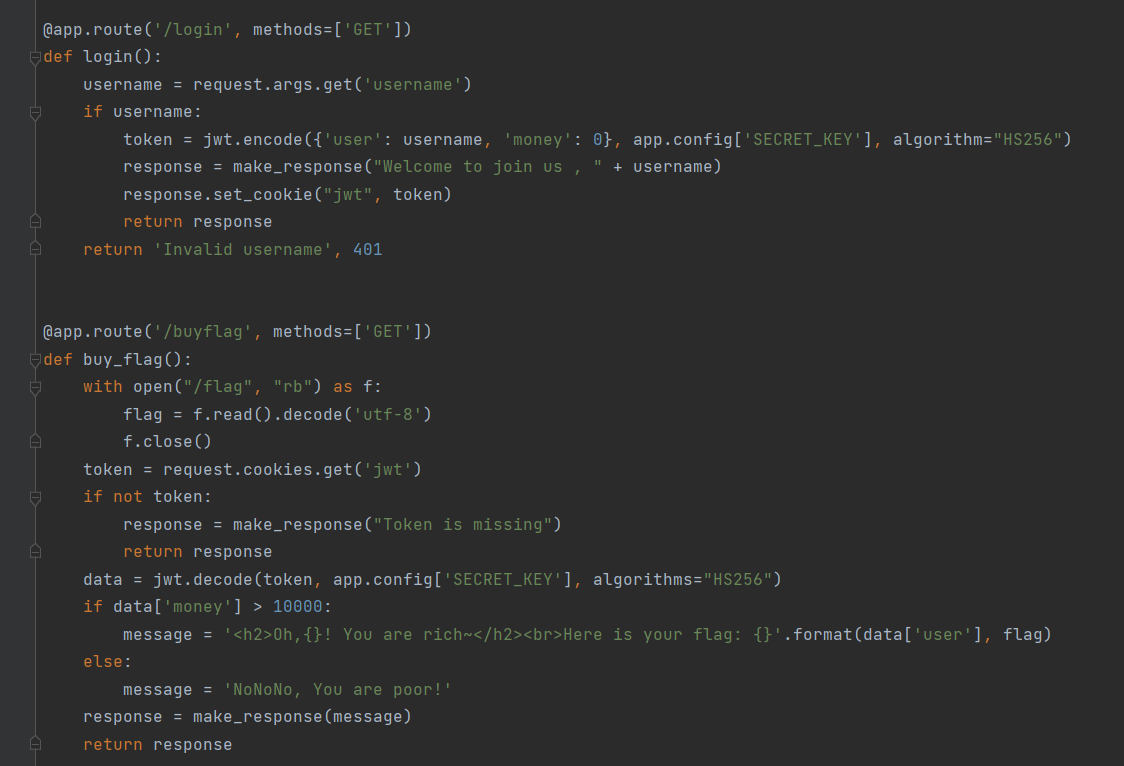 @app.route('/login', methods=['GET'])
def login():
    username = request.args.get('username')
    if username:
        token = jwt.encode({'user': username, 'money': 0}, app.config['SECRET_KEY'], algorithm="HS256")
        response = make_response("Welcome to join us , " + username)
        response.set_cookie("jwt", token)
        return response
    return 'Invalid username', 401
@app.route('/buyflag', methods=['GET'])
def buy_flag():
    with open("/flag", "rb") as f:
        flag = f.read().decode('utf-8')
        f.close()
    token = request.cookies.get('jwt')
    if not token:
        response = make_response("Token is missing")
        return response
    data = jwt.decode(token, app.config['SECRET_KEY'], algorithms="HS256")
    if data['money'] > 10000:
        message = '<h2>Oh,{}! You are rich~</h2><br>Here is your flag: {}'.format(data['user'], flag)
    else:
        message = 'NoNoNo, You are poor!'
    response = make_response(message)
    return response